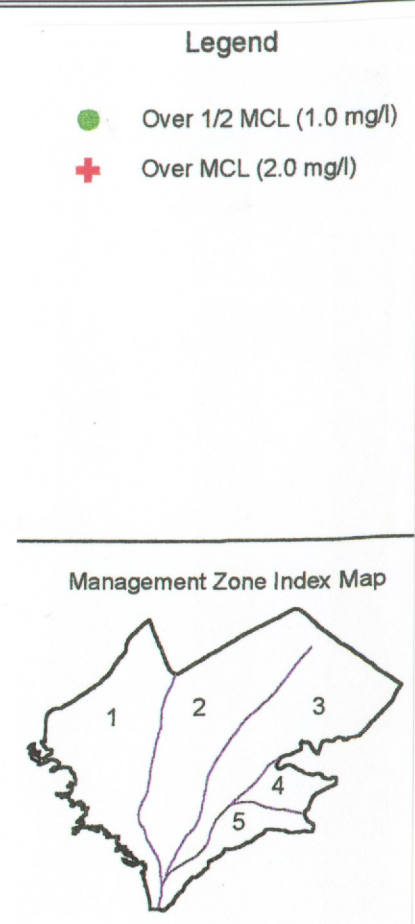 Legend
Over 1/2 MCL (1.0 mg/l)
Over MCL (2.0 mg/l)
Management Zone Index Map
1
2
3
4
5